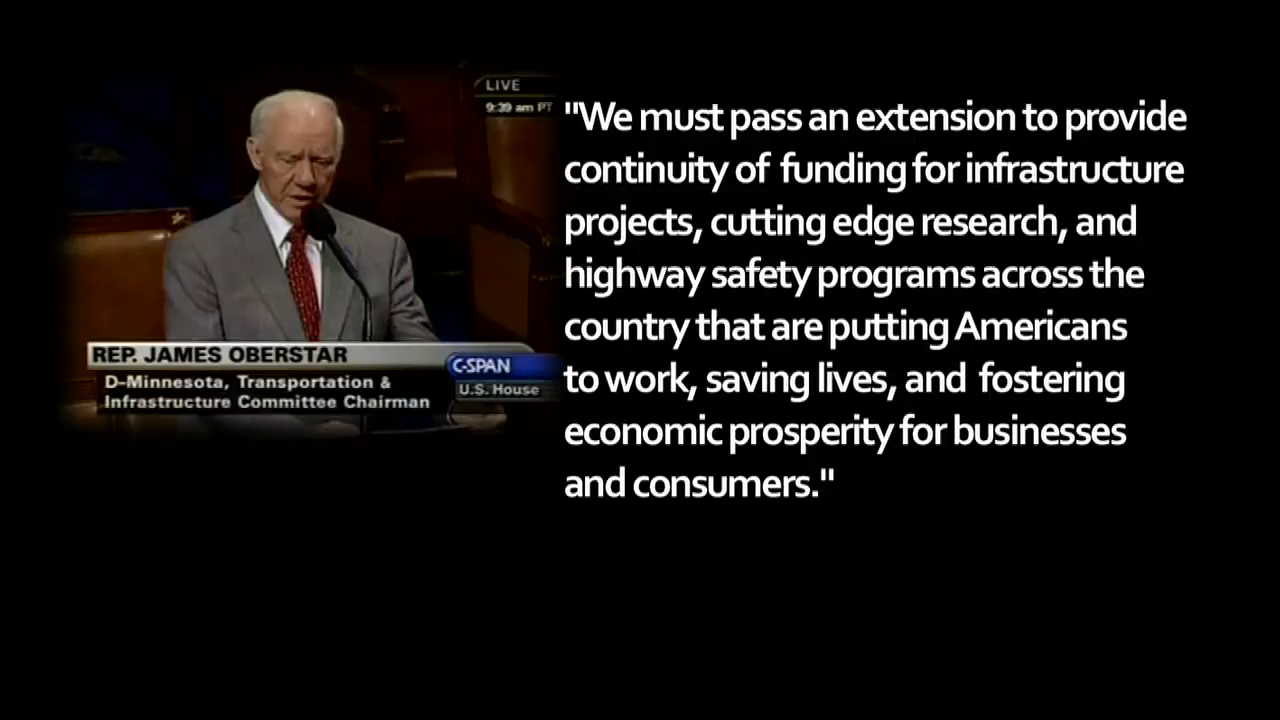 LIVE
9:39 am PT
"We must pass an extension to provide
continuity of funding for infrastructure
projects, cutting edge research, and
highway safety programs across the
country that are putting Americans
to work, saving lives, and fostering
economic prosperity for businesses
and consumers."
REP. JAMES OBERSTAR
D-Minnesota, Transportation &
Infrastructure Committee Chairman
C-SPAN
U.S. House